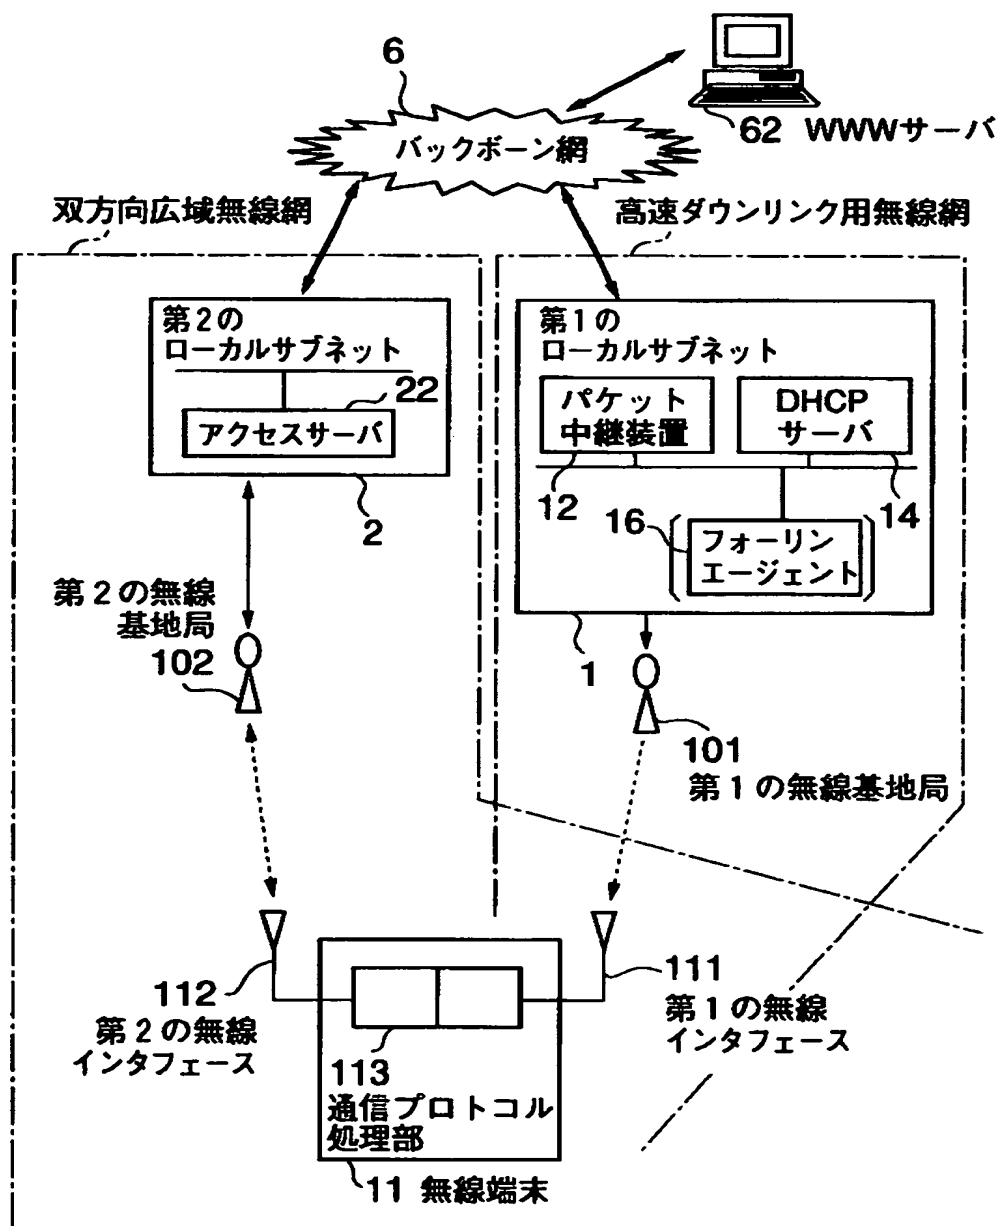 6
62 WWWサーバ
バックボーン網
双方向広域無線網
高速ダウンリンク用無線網
第2の
ローカルサブネット
22
アクセスサーバ
2
第1の
ローカルサブネット
パケット
中継装置
DHCP
サーバ
12
14
16
フォーリン
エージェント
1
第2の無線
基地局
102
101
第1の無線基地局
112
第2の無線
インタフェース
111
第1の無線
インタフェース
113
通信プロトコル
処理部
11 無線端末